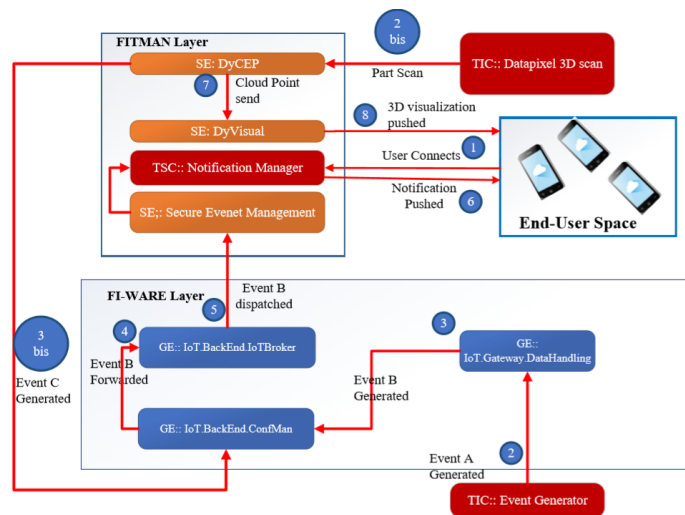 2
bis
FITMAN Layer
SE: DyCEP
Part Scan
TIC:: Datapixel 3D scan
7
Cloud Point
send
8
3D visualization
pushed
SE: DyVisual
1
User Connects
TSC:: Notification Manager
Notification
Pushed
6
SE;: Secure Evenet Management
End-User Space
Event B
dispatched
FI-WARE Layer
5
3
bis
Event C
Generated
4
Event B
Forwarded
GE:: IoT.BackEnd.IoTBroker
3
GE::
IoT.Gateway.DataHandling
Event B
Generated
GE:: IoT.BackEnd.ConfMan
Event A
Generated
2
TIC:: Event Generator